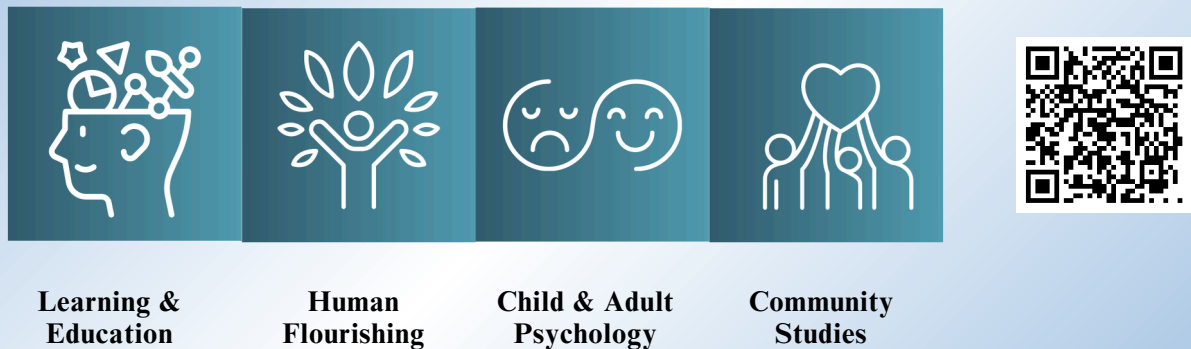 Learning &
Education
Human
Flourishing
Child & Adult
Psychology
Community
Studies